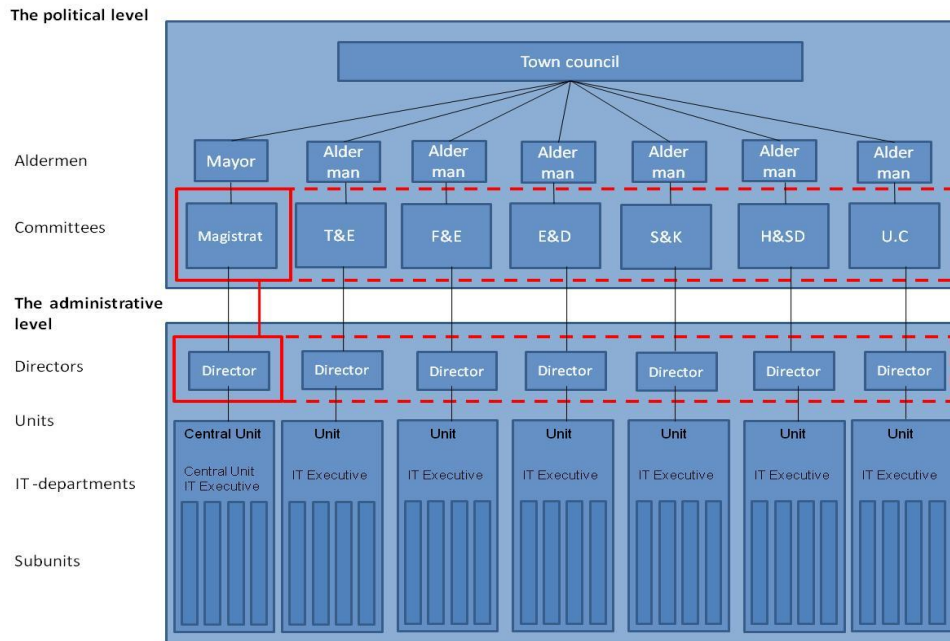 The political level
Town council
Aldermen
Mayor
Alder
man
Alder
man
Alder
man
Alder
man
Alder
man
Alder
man
Committees
Magistrat
T&E
F&E
E&D
S&K
H&SD
U.C
The administrative
level
Directors
Director
Director
Director
Director
Director
Director
Director
Units
Central Unit
Unit
Unit
Unit
Unit
Unit
Unit
IT -departments
Central Unit
IT Executive
IT Executive
IT Executive
IT Executive
IT Executive
IT Executive
IT Executive
Subunits